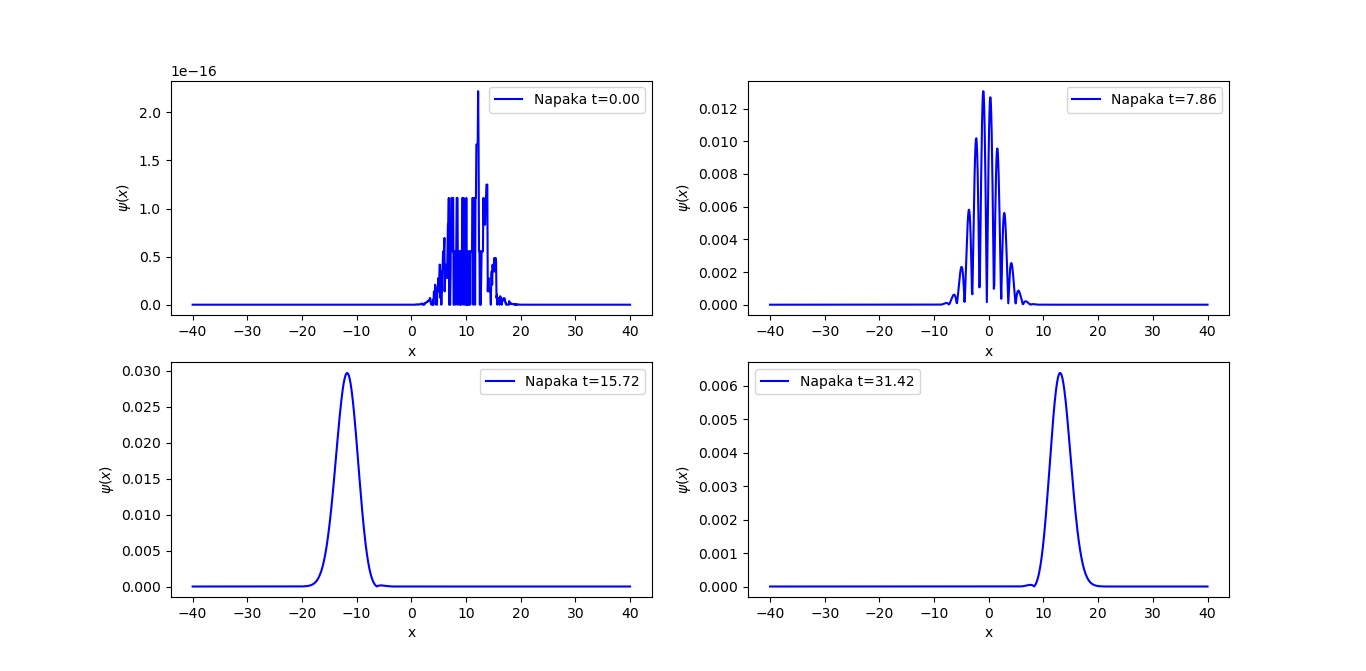 1e−16
Napaka t=0.00
2.0
1.5
1.0
0.5
0.0
ψ(x)
−40 −30 −20 −10 0 10 20 30 40
x
Napaka t=7.86
0.012
0.010
0.008
0.006
0.004
0.002
0.000
ψ(x)
−40 −30 −20 −10 0 10 20 30 40
x
Napaka t=15.72
0.030
0.025
0.020
0.015
0.010
0.005
0.000
ψ(x)
−40 −30 −20 −10 0 10 20 30 40
x
Napaka t=31.42
0.006
0.005
0.004
0.003
0.002
0.001
0.000
ψ(x)
−40 −30 −20 −10 0 10 20 30 40
x